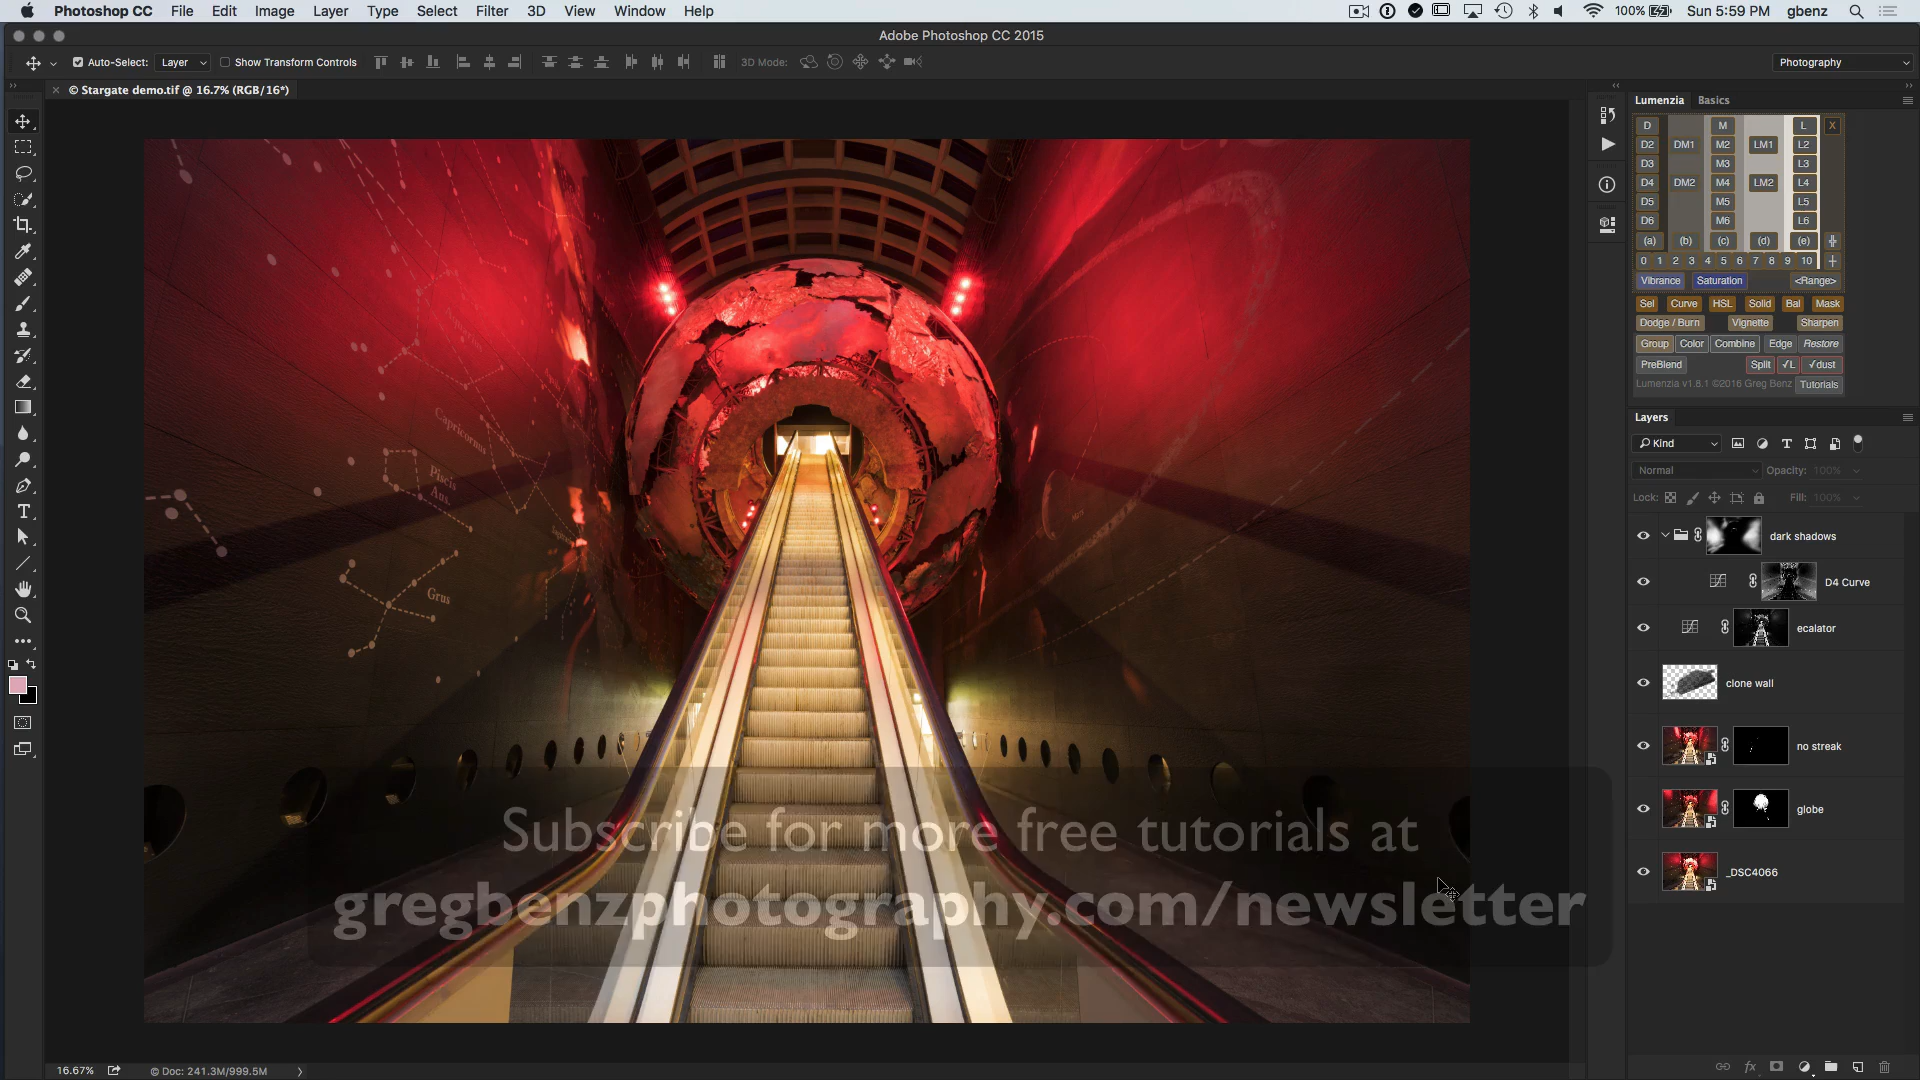 Photoshop CC File Edit Image Layer Type Select Filter 3D View Window Help 100% Sun 5:59 PM gbenz
Adobe Photoshop CC 2015
Auto-Select: Layer Show Transform Controls 3D Mode: Photography
© Stargate demo.tif @ 16.7% (RGB/16*)
Lumenzia Basics
D M L X
D2 DM1 M2 LM1 L2
D3 M3 L3
D4 DM2 M4 LM2 L4
D5 M5 L5
D6 M6 L6
(a) (b) (c) (d) (e)
0 1 2 3 4 5 6 7 8 9 10
Vibrance Saturation <Range>
Sel Curve HSL Solid Bal Mask
Dodge / Burn Vignette Sharpen
Group Color Combine Edge Restore
PreBlend Split √L √dust
Lumenzia v1.8.1 ©2016 Greg Benz Tutorials
Layers
Kind
Normal Opacity: 100%
Lock: Fill: 100%
dark shadows
D4 Curve
ecalator
clone wall
no streak
globe
_DSC4066
Capricornus
Piscis
Aus
Grus
Subscribe for more free tutorials at
gregbenzphotography.com/newsletter
16.67% © Doc: 241.3M/999.5M